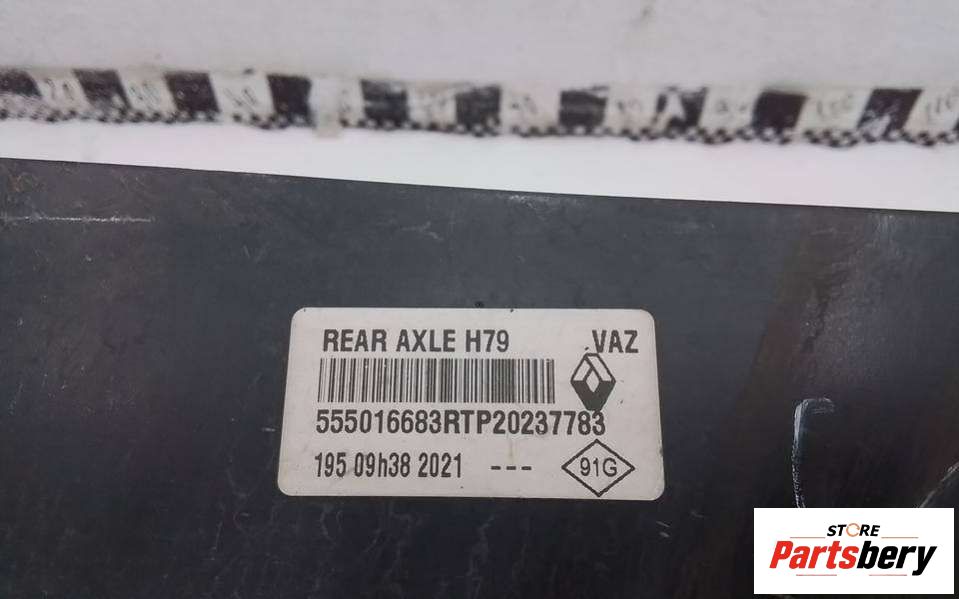 REAR AXLE H79 VAZ
555016683RTP20237783
195 09h38 2021 ---
91G
STORE
Partsbery